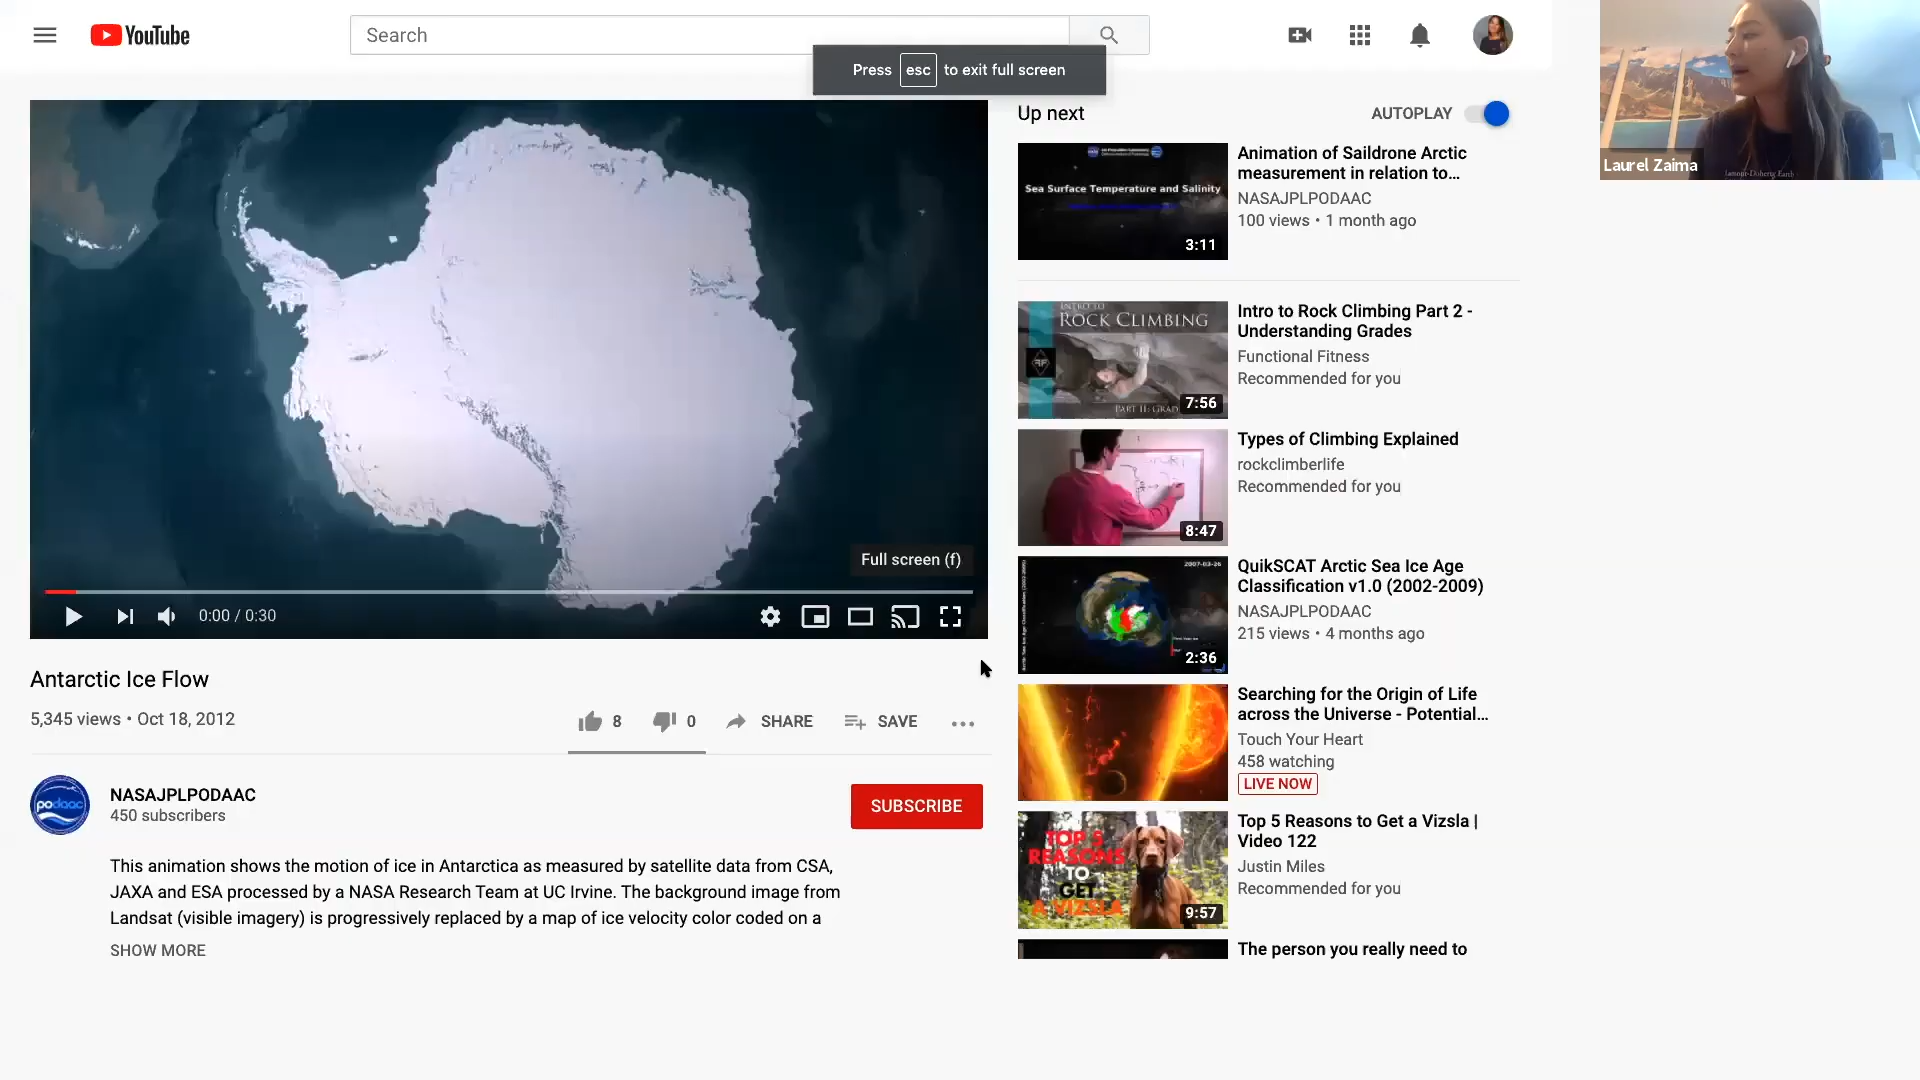 YouTube
Search
Press esc to exit full screen
Laurel Zaima
Full screen (f)
0:00 / 0:30
Antarctic Ice Flow
5,345 views • Oct 18, 2012
8
0
SHARE
SAVE
podaac
NASAJPLPODAAC
450 subscribers
SUBSCRIBE
This animation shows the motion of ice in Antarctica as measured by satellite data from CSA,
JAXA and ESA processed by a NASA Research Team at UC Irvine. The background image from
Landsat (visible imagery) is progressively replaced by a map of ice velocity color coded on a
SHOW MORE
Up next
AUTOPLAY
Sea Surface Temperature and Salinity
3:11
Animation of Saildrone Arctic
measurement in relation to...
NASAJPLPODAAC
100 views • 1 month ago
INTRO TO
ROCK CLIMBING
7:56
Intro to Rock Climbing Part 2 -
Understanding Grades
Functional Fitness
Recommended for you
8:47
Types of Climbing Explained
rockclimberlife
Recommended for you
2007-03-26
2:36
QuikSCAT Arctic Sea Ice Age
Classification v1.0 (2002-2009)
NASAJPLPODAAC
215 views • 4 months ago
Searching for the Origin of Life
across the Universe - Potential...
Touch Your Heart
458 watching
LIVE NOW
TOP 5
REASONS
TO
GET
A VIZSLA
9:57
Top 5 Reasons to Get a Vizsla |
Video 122
Justin Miles
Recommended for you
The person you really need to